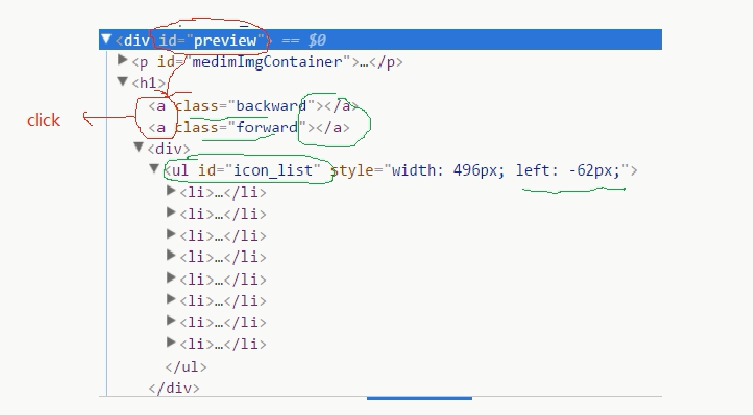 <div id="preview"> == $0
<p id="medimImgContainer">…</p>
<h1>
<a class="backward"></a>
click
<a class="forward"></a>
<div>
<ul id="icon_list" style="width: 496px; left: -62px;">
<li>…</li>
<li>…</li>
<li>…</li>
<li>…</li>
<li>…</li>
<li>…</li>
<li>…</li>
<li>…</li>
</ul>
</div>